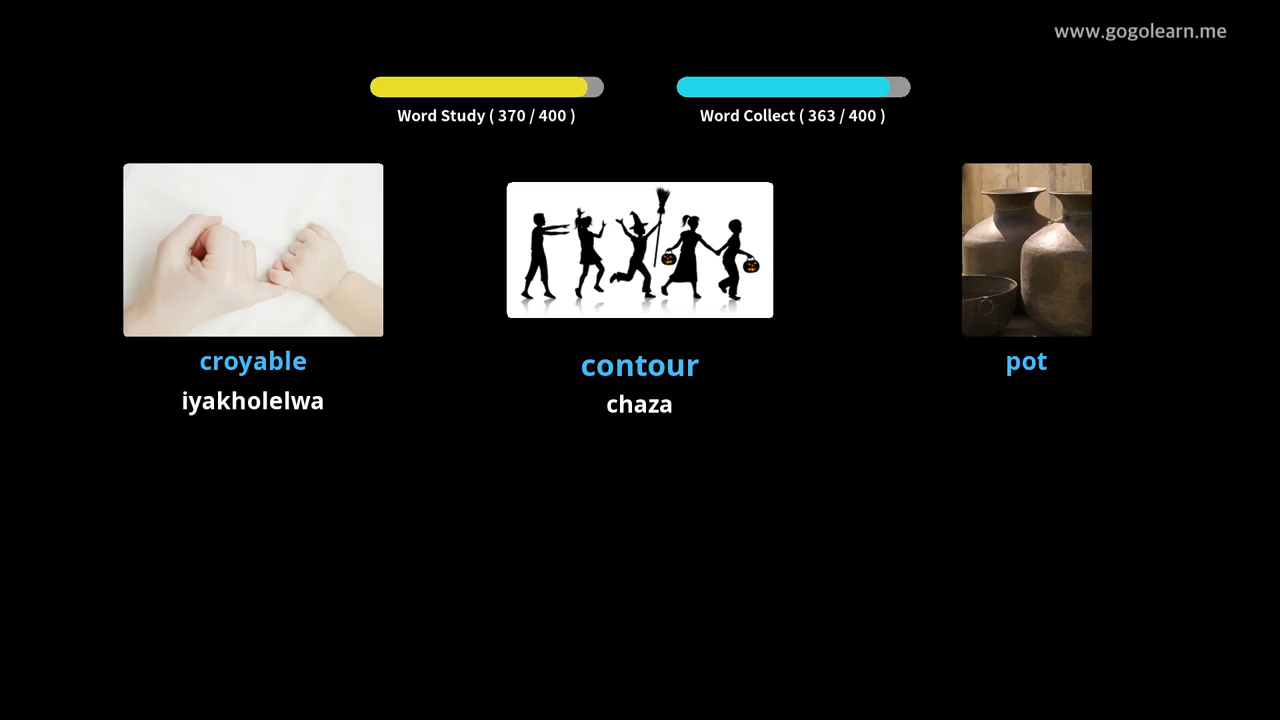 www.gogolearn.me
Word Study ( 370 / 400 )
Word Collect ( 363 / 400 )
croyable
iyakholelwa
contour
chaza
pot